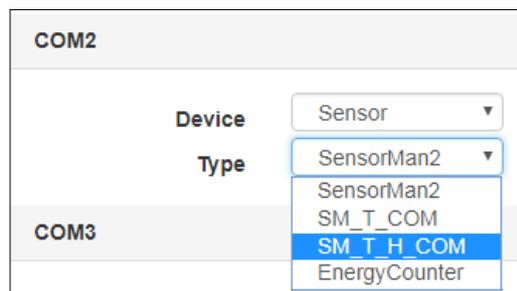 COM2
Device Sensor
Type SensorMan2
SensorMan2
SM_T_COM
COM3
SM_T_H_COM
EnergyCounter